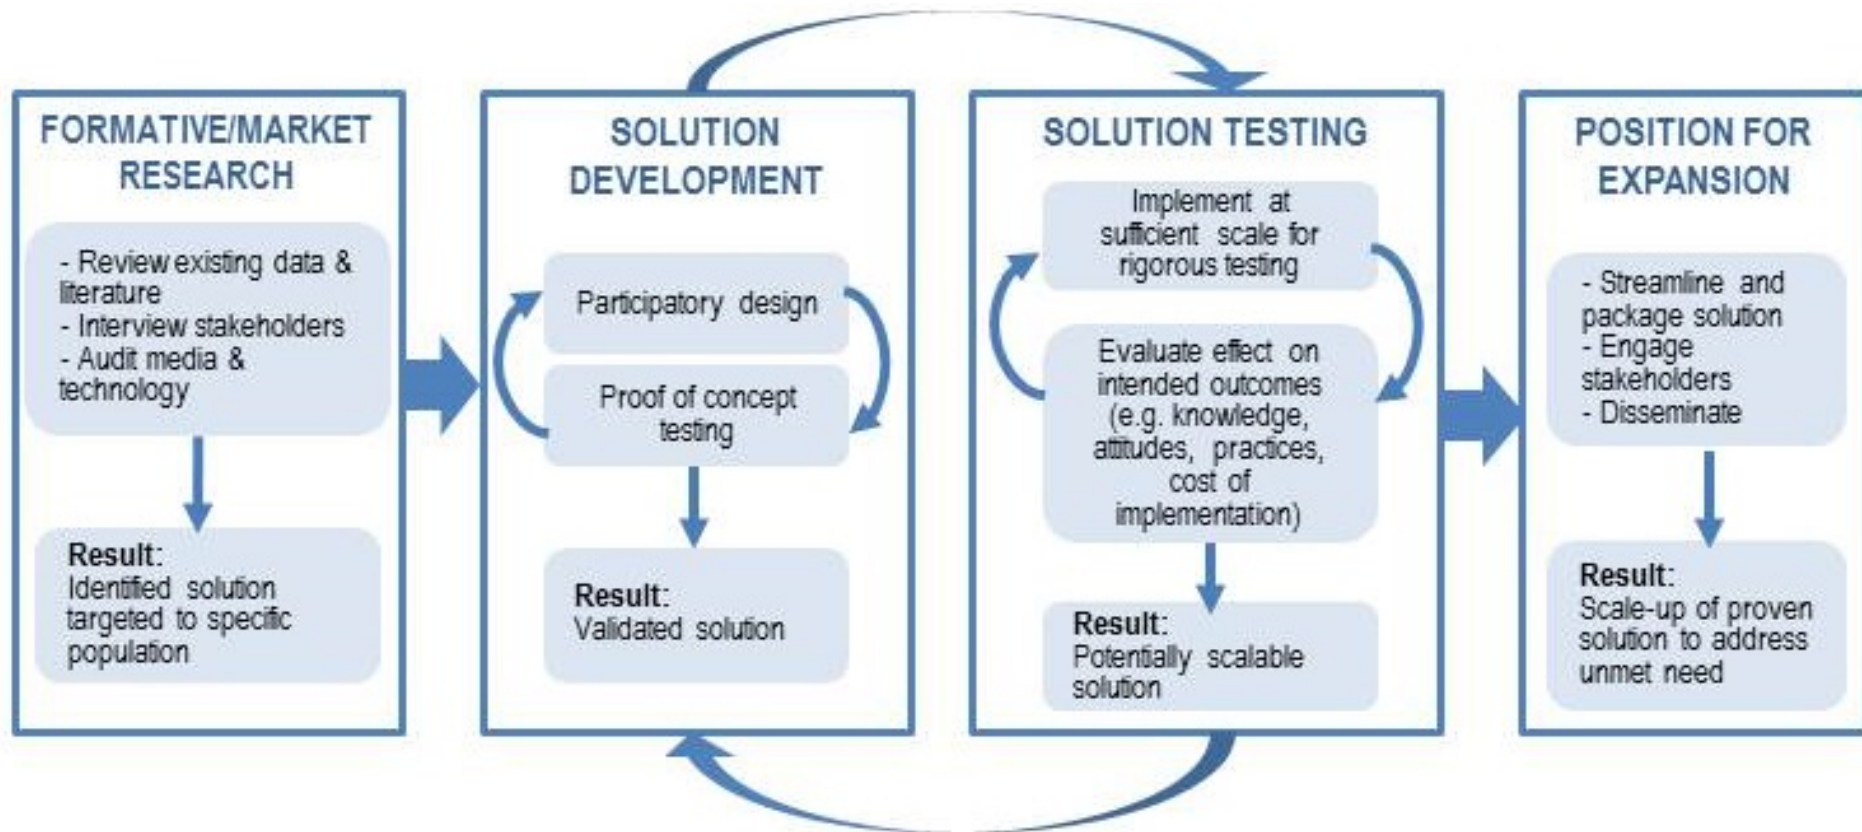 FORMATIVE/MARKET
RESEARCH
- Review existing data &
literature
- Interview stakeholders
- Audit media &
technology
Result:
Identified solution
targeted to specific
population
SOLUTION
DEVELOPMENT
Participatory design
Proof of concept
testing
Result:
Validated solution
SOLUTION TESTING
Implement at
sufficient scale for
rigorous testing
Evaluate effect on
intended outcomes
(e.g. knowledge,
attitudes, practices,
cost of
implementation)
Result:
Potentially scalable
solution
POSITION FOR
EXPANSION
- Streamline and
package solution
- Engage
stakeholders
- Disseminate
Result:
Scale-up of proven
solution to address
unmet need